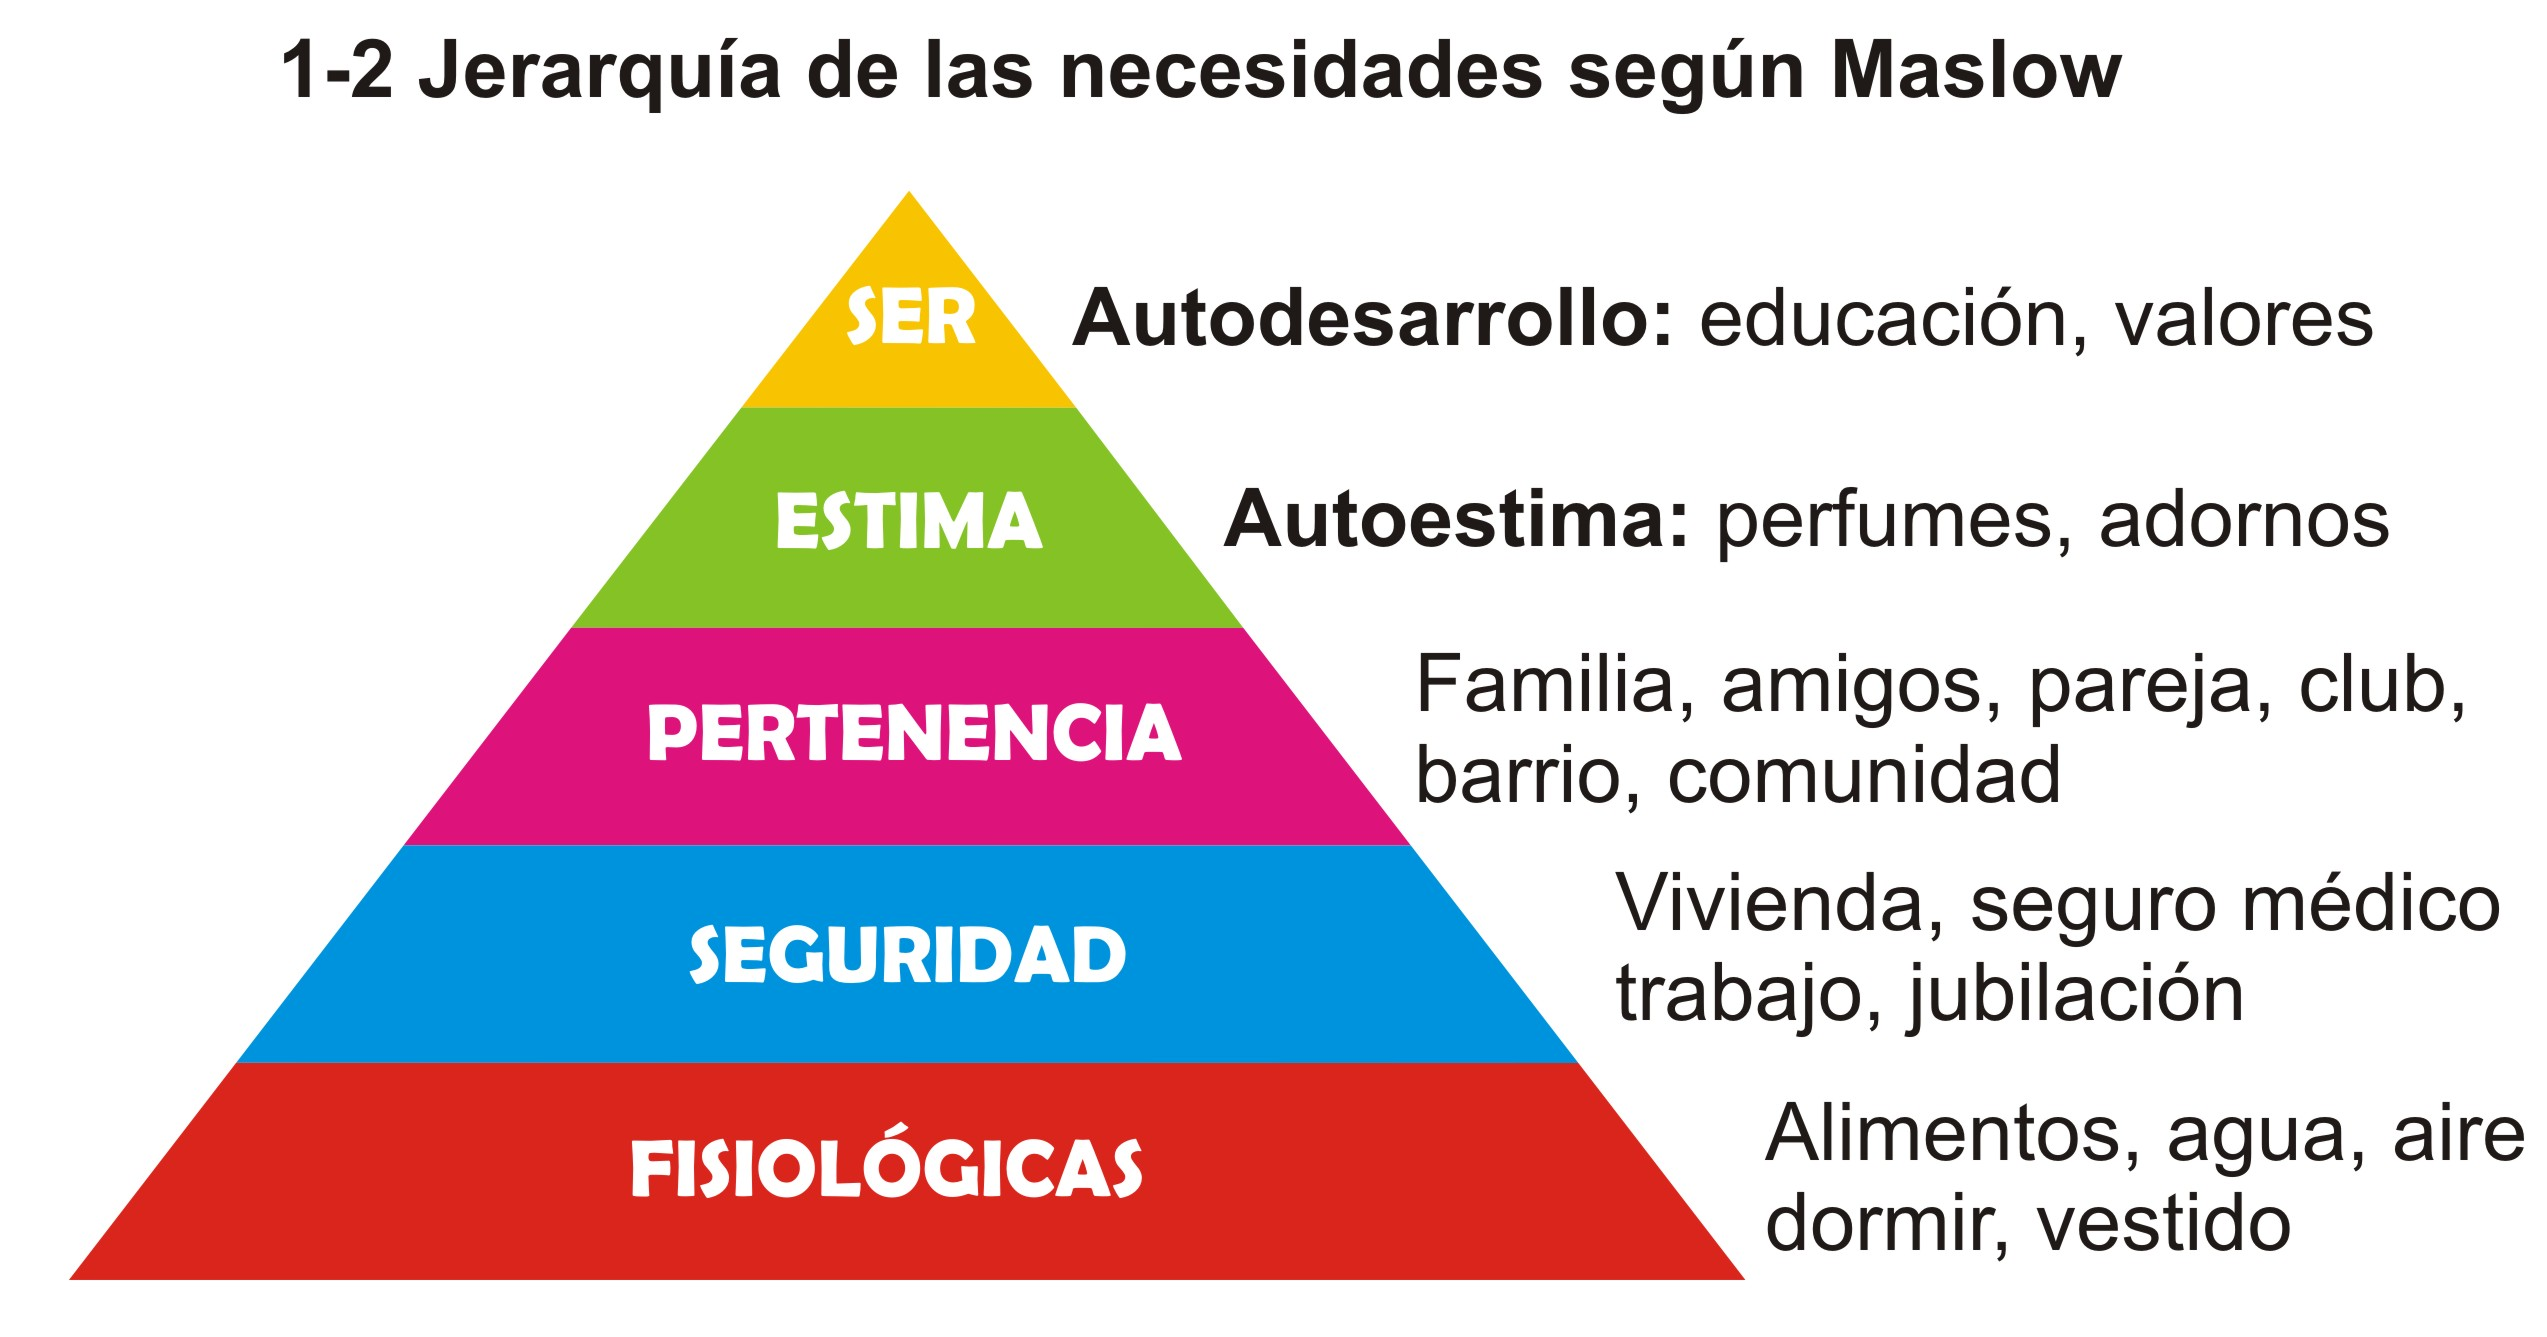 1-2 Jerarquía de las necesidades según Maslow
SER
Autodesarrollo: educación, valores
ESTIMA
Autoestima: perfumes, adornos
PERTENENCIA
Familia, amigos, pareja, club,
barrio, comunidad
SEGURIDAD
Vivienda, seguro médico
trabajo, jubilación
FISIOLÓGICAS
Alimentos, agua, aire
dormir, vestido